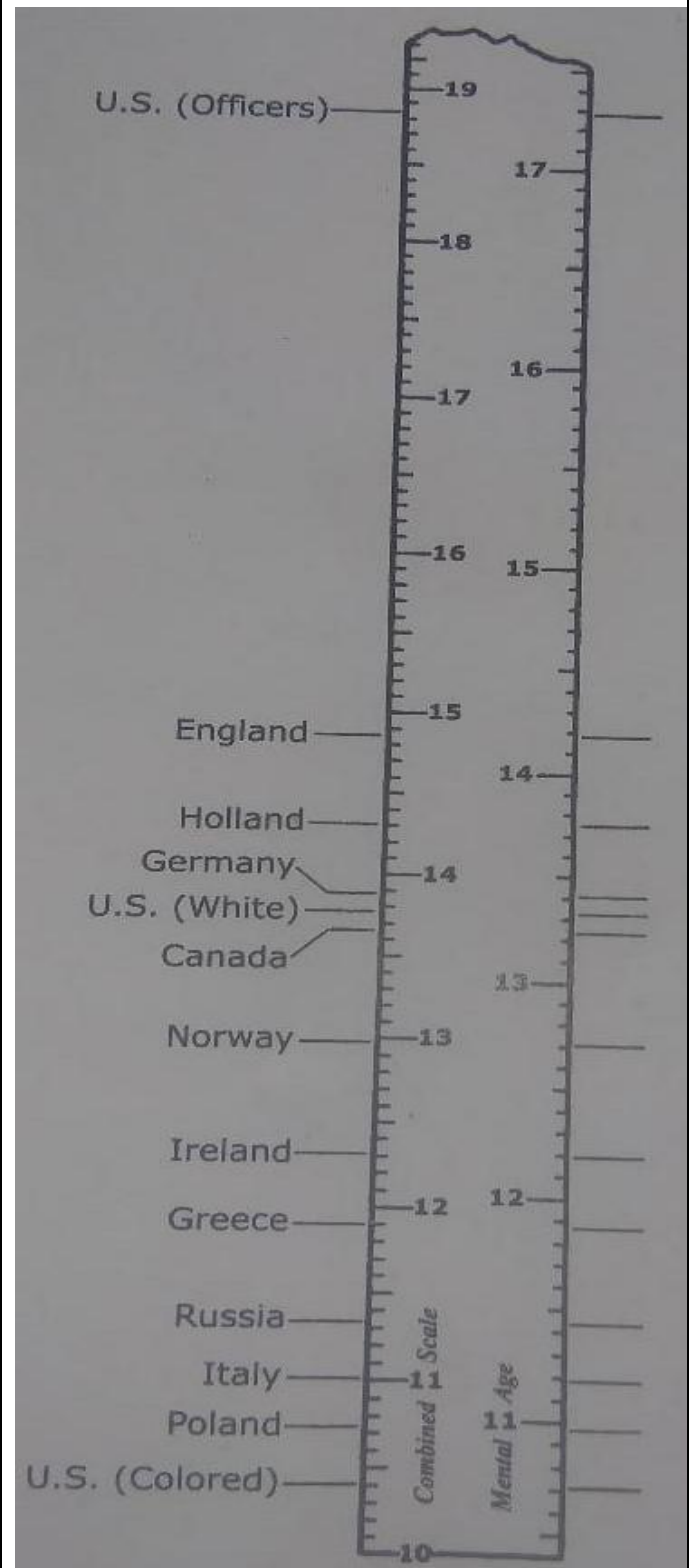 19
U.S. (Officers)
17
18
16
17
16
15
15
England
14
Holland
Germany
14
U.S. (White)
Canada
13
Norway
13
Ireland
12
12
Greece
Russia
Italy
11
Poland
11
U.S. (Colored)
Combined Scale
Mental Age
10